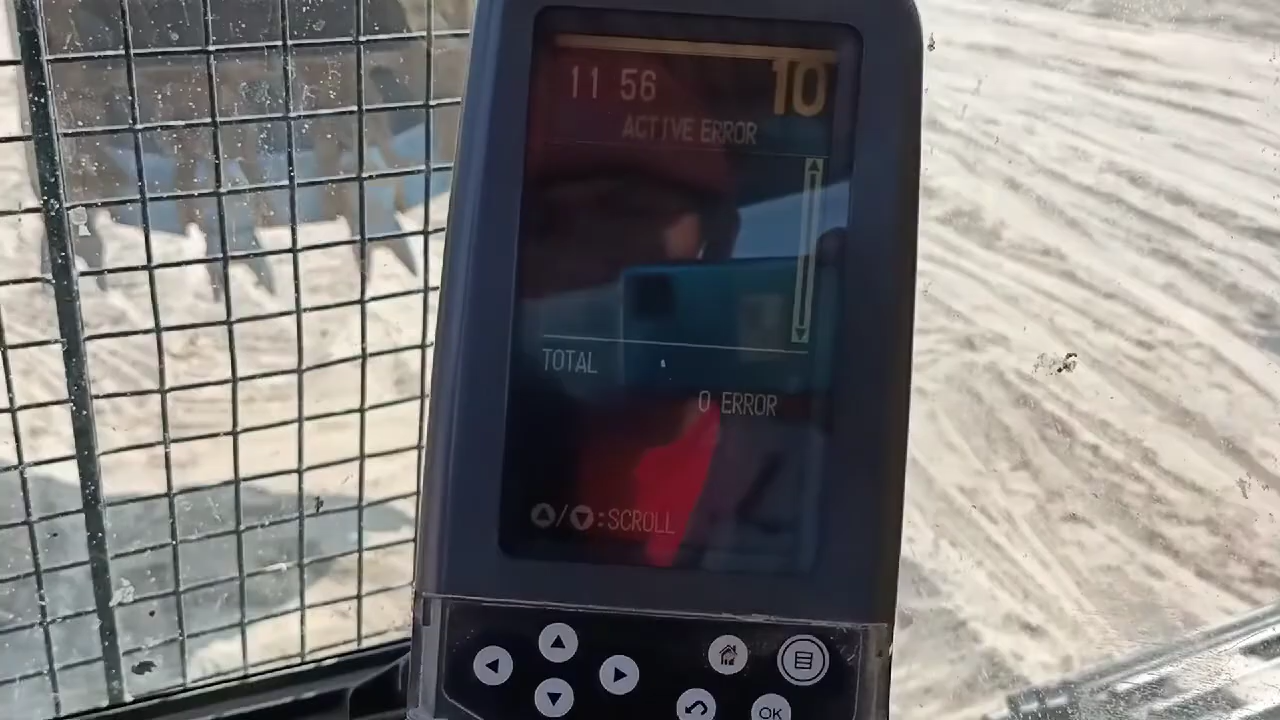 11 56
10
ACTIVE ERROR
TOTAL
0 ERROR
/ :SCROLL
OK